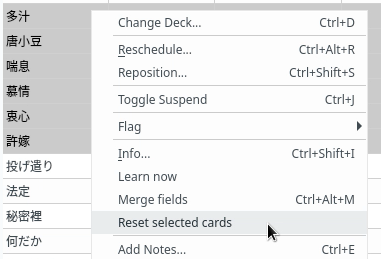 多汁
唐小豆
喘息
慕情
衷心
許嫁
投げ遣り
法定
秘密裡
何だか
Change Deck... Ctrl+D
Reschedule... Ctrl+Alt+R
Reposition... Ctrl+Shift+S
Toggle Suspend Ctrl+J
Flag
Info... Ctrl+Shift+I
Learn now
Merge fields Ctrl+Alt+M
Reset selected cards
Add Notes... Ctrl+E